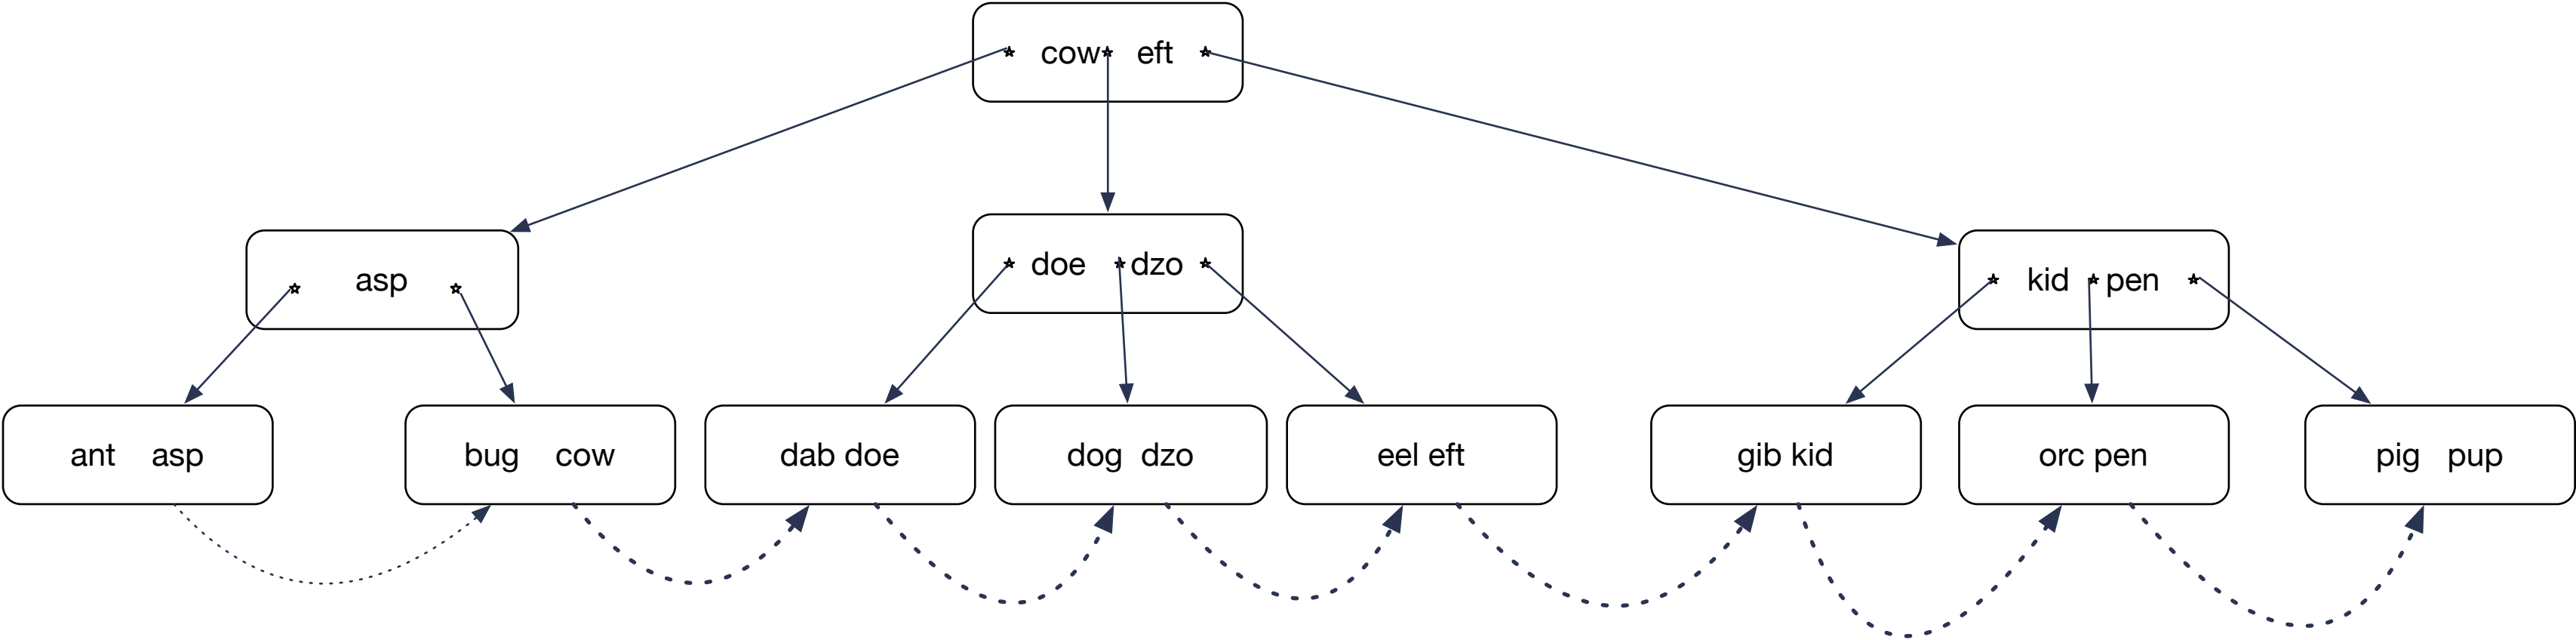 cow eft
asp
doe dzo
kid pen
ant asp
bug cow
dab doe
dog dzo
eel eft
gib kid
orc pen
pig pup